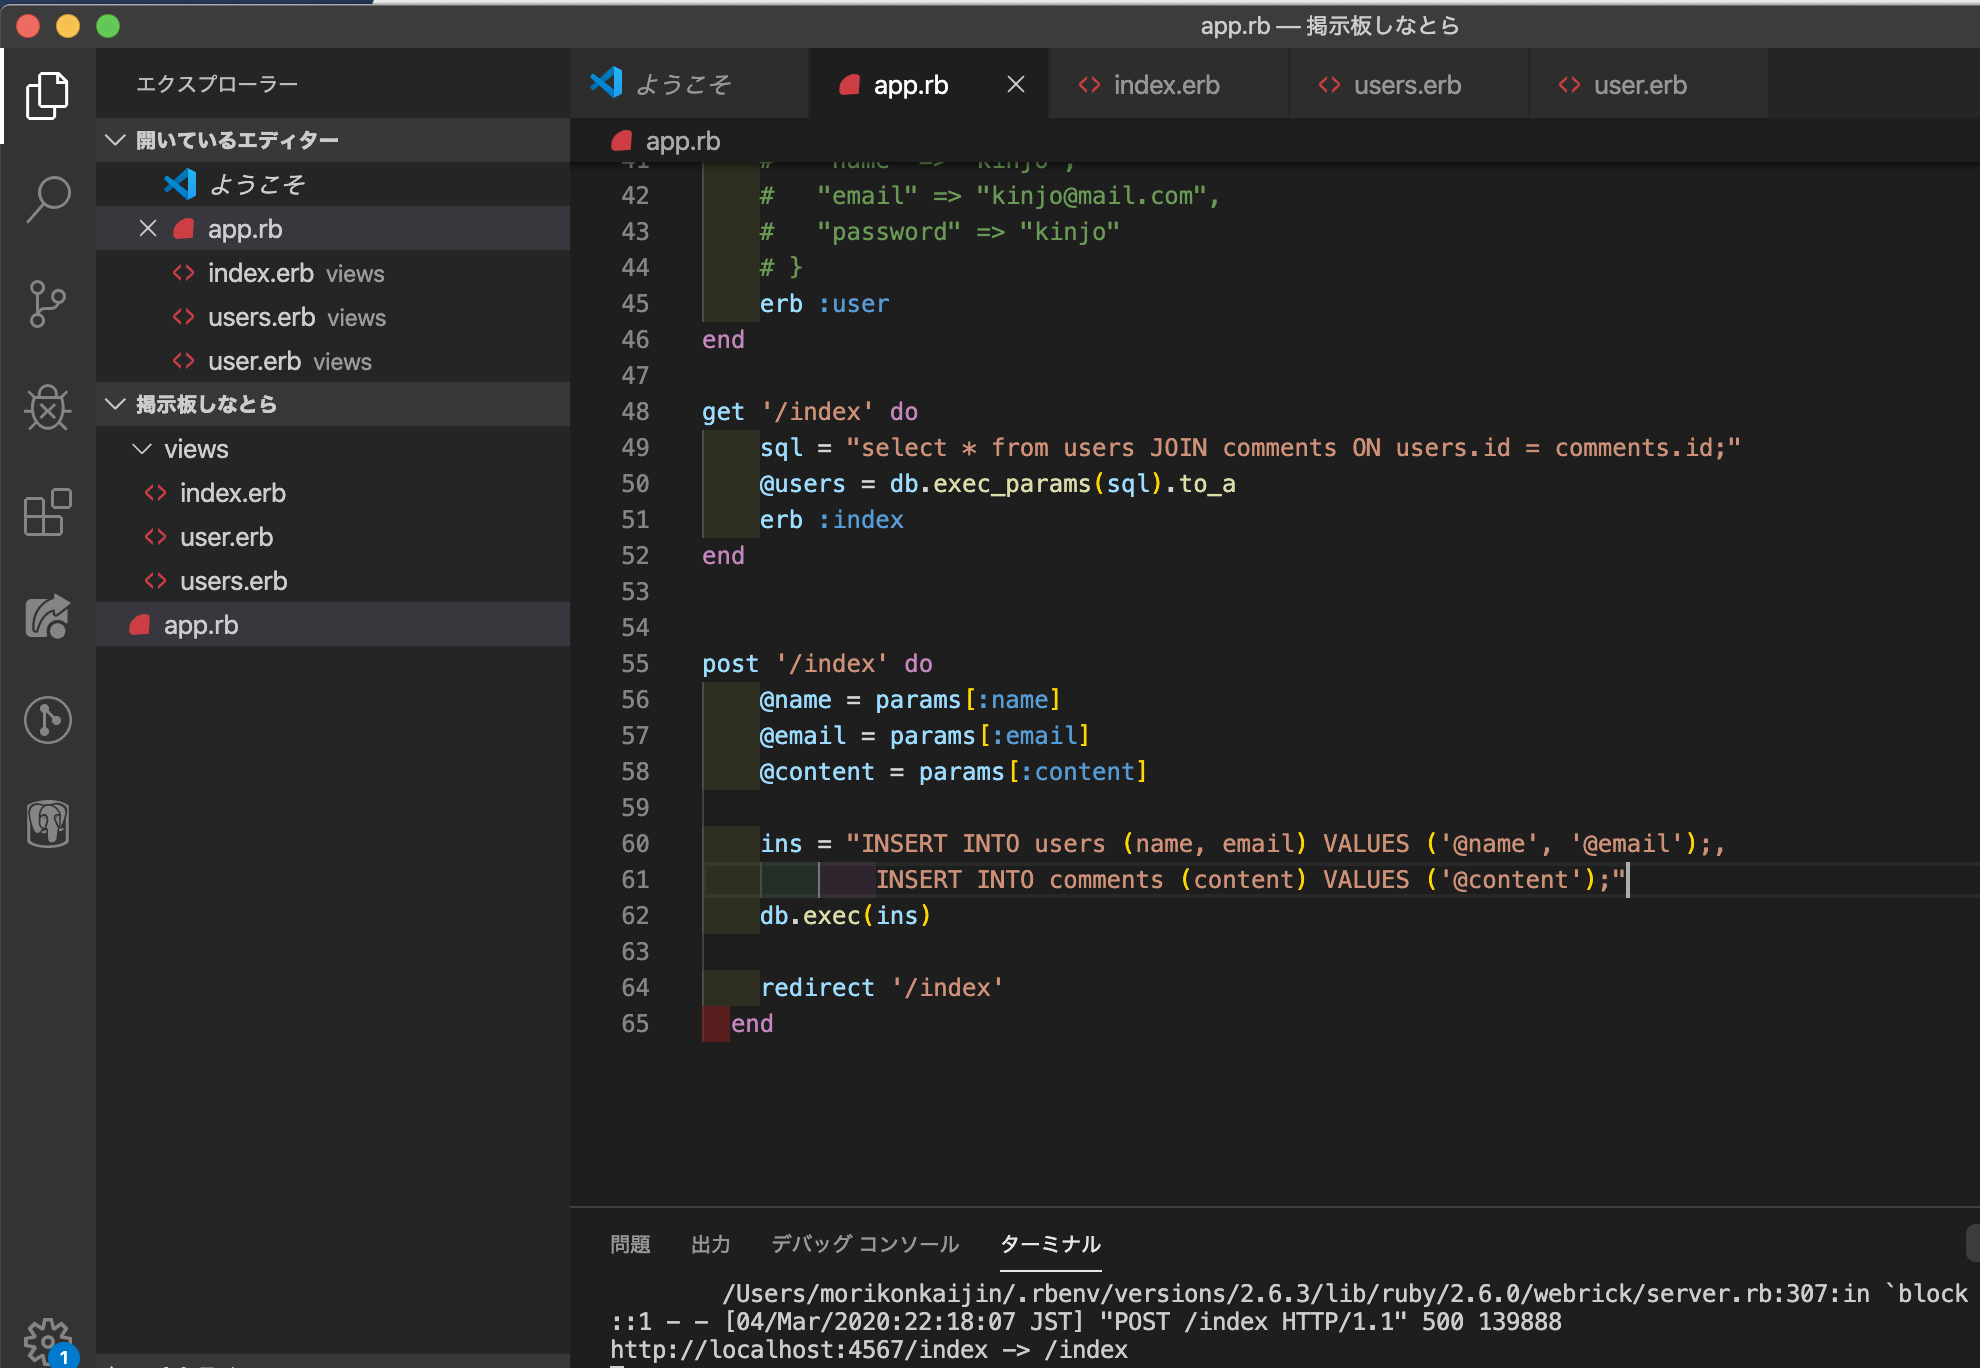 app.rb — 掲示板しなとら
エクスプローラー
ようこそ
app.rb
index.erb
users.erb
user.erb
開いているエディター
ようこそ
app.rb
index.erb views
users.erb views
user.erb views
掲示板しなとら
views
index.erb
user.erb
users.erb
app.rb
app.rb
41 # "name" => "kinjo",
42 # "email" => "kinjo@mail.com",
43 # "password" => "kinjo"
44 # }
45 erb :user
46 end
47
48 get '/index' do
49 sql = "select * from users JOIN comments ON users.id = comments.id;"
50 @users = db.exec_params(sql).to_a
51 erb :index
52 end
53
54
55 post '/index' do
56 @name = params[:name]
57 @email = params[:email]
58 @content = params[:content]
59
60 ins = "INSERT INTO users (name, email) VALUES ('@name', '@email');,
61 INSERT INTO comments (content) VALUES ('@content');"
62 db.exec(ins)
63
64 redirect '/index'
65 end
問題 出力 デバッグ コンソール ターミナル
/Users/morikonkaijin/.rbenv/versions/2.6.3/lib/ruby/2.6.0/webrick/server.rb:307:in `block
::1 - - [04/Mar/2020:22:18:07 JST] "POST /index HTTP/1.1" 500 139888
http://localhost:4567/index -> /index
1